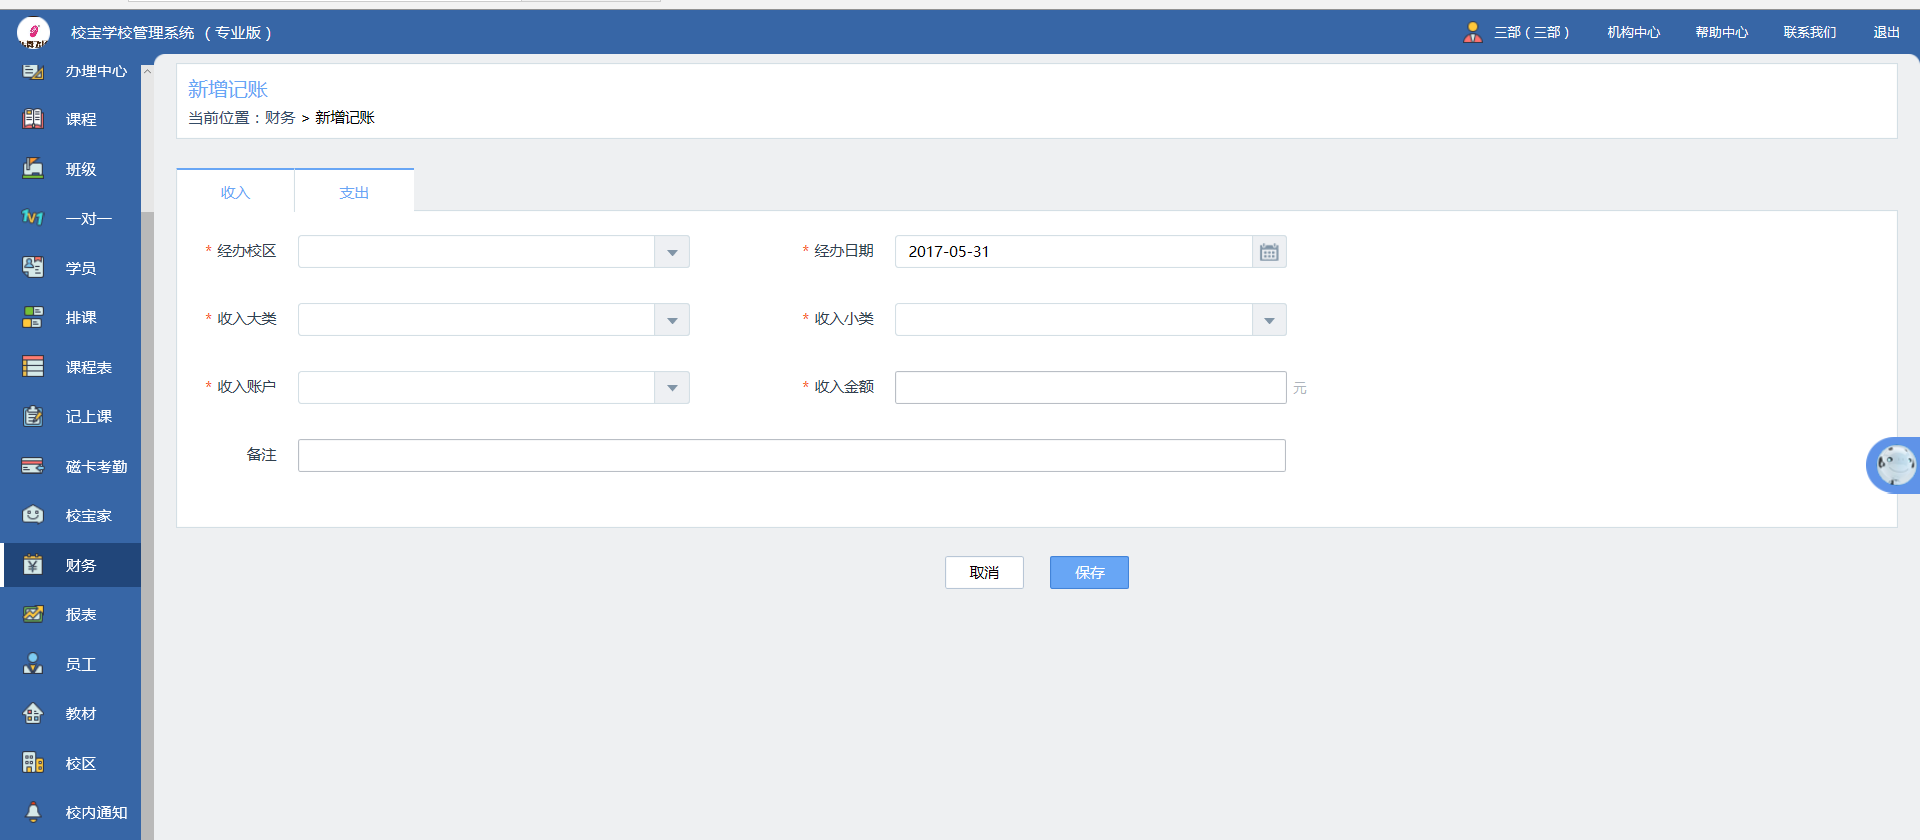 校宝学校管理系统（专业版）
三部（三部）
机构中心
帮助中心
联系我们
退出
办理中心
课程
班级
1V1
一对一
学员
排课
课程表
记上课
磁卡考勤
校宝家
财务
报表
员工
教材
校区
校内通知
新增记账
当前位置：财务 > 新增记账
收入
支出
* 经办校区
* 经办日期 2017-05-31
* 收入大类
* 收入小类
* 收入账户
* 收入金额 元
备注
取消
保存